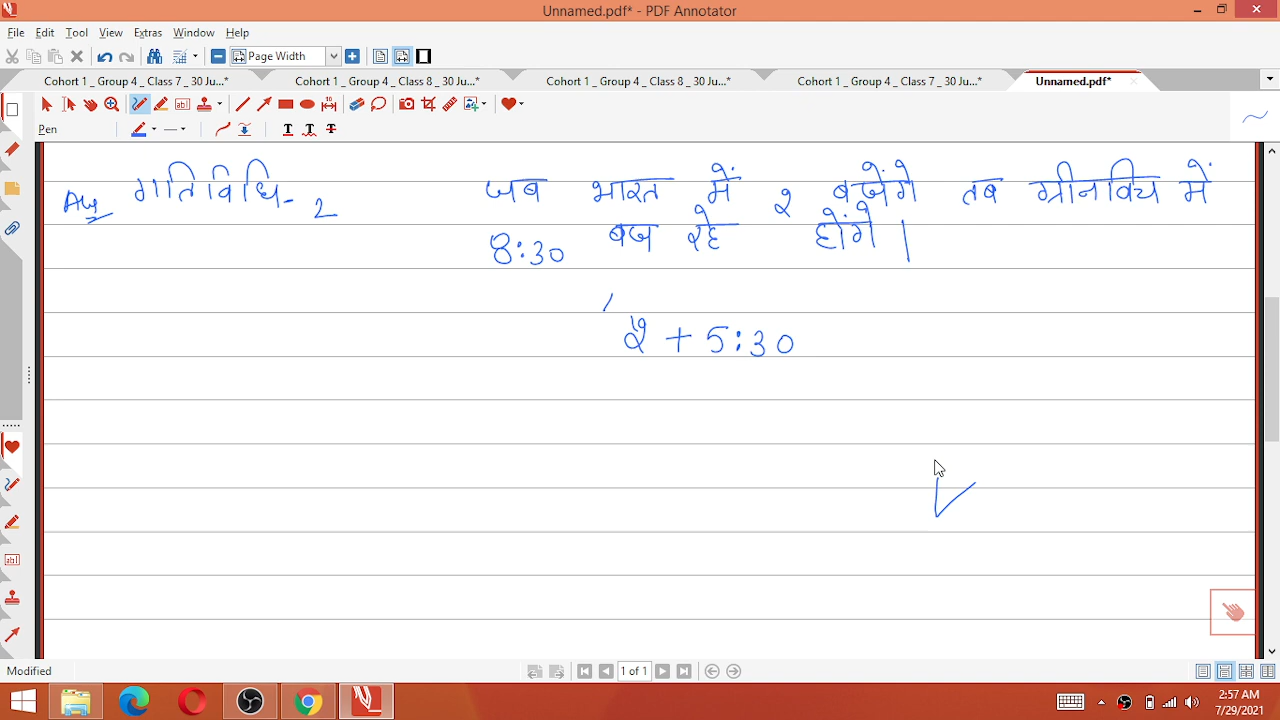 Unnamed.pdf* - PDF Annotator
File Edit Tool View Extras Window Help
Page Width
Cohort 1 _ Group 4 _ Class 7 _ 30 Ju...* Cohort 1 _ Group 4 _ Class 8 _ 30 Ju...* Cohort 1 _ Group 4 _ Class 8 _ 30 Ju...* Cohort 1 _ Group 4 _ Class 7 _ 30 Ju...* Unnamed.pdf*
Pen
गतिविधि- 2 जब भारत में २ बजेंगे तब ग्रीनविच में
8:30 बज रहे होंगे |
२ + 5:30
1 of 1
Modified
2:57 AM
7/29/2021